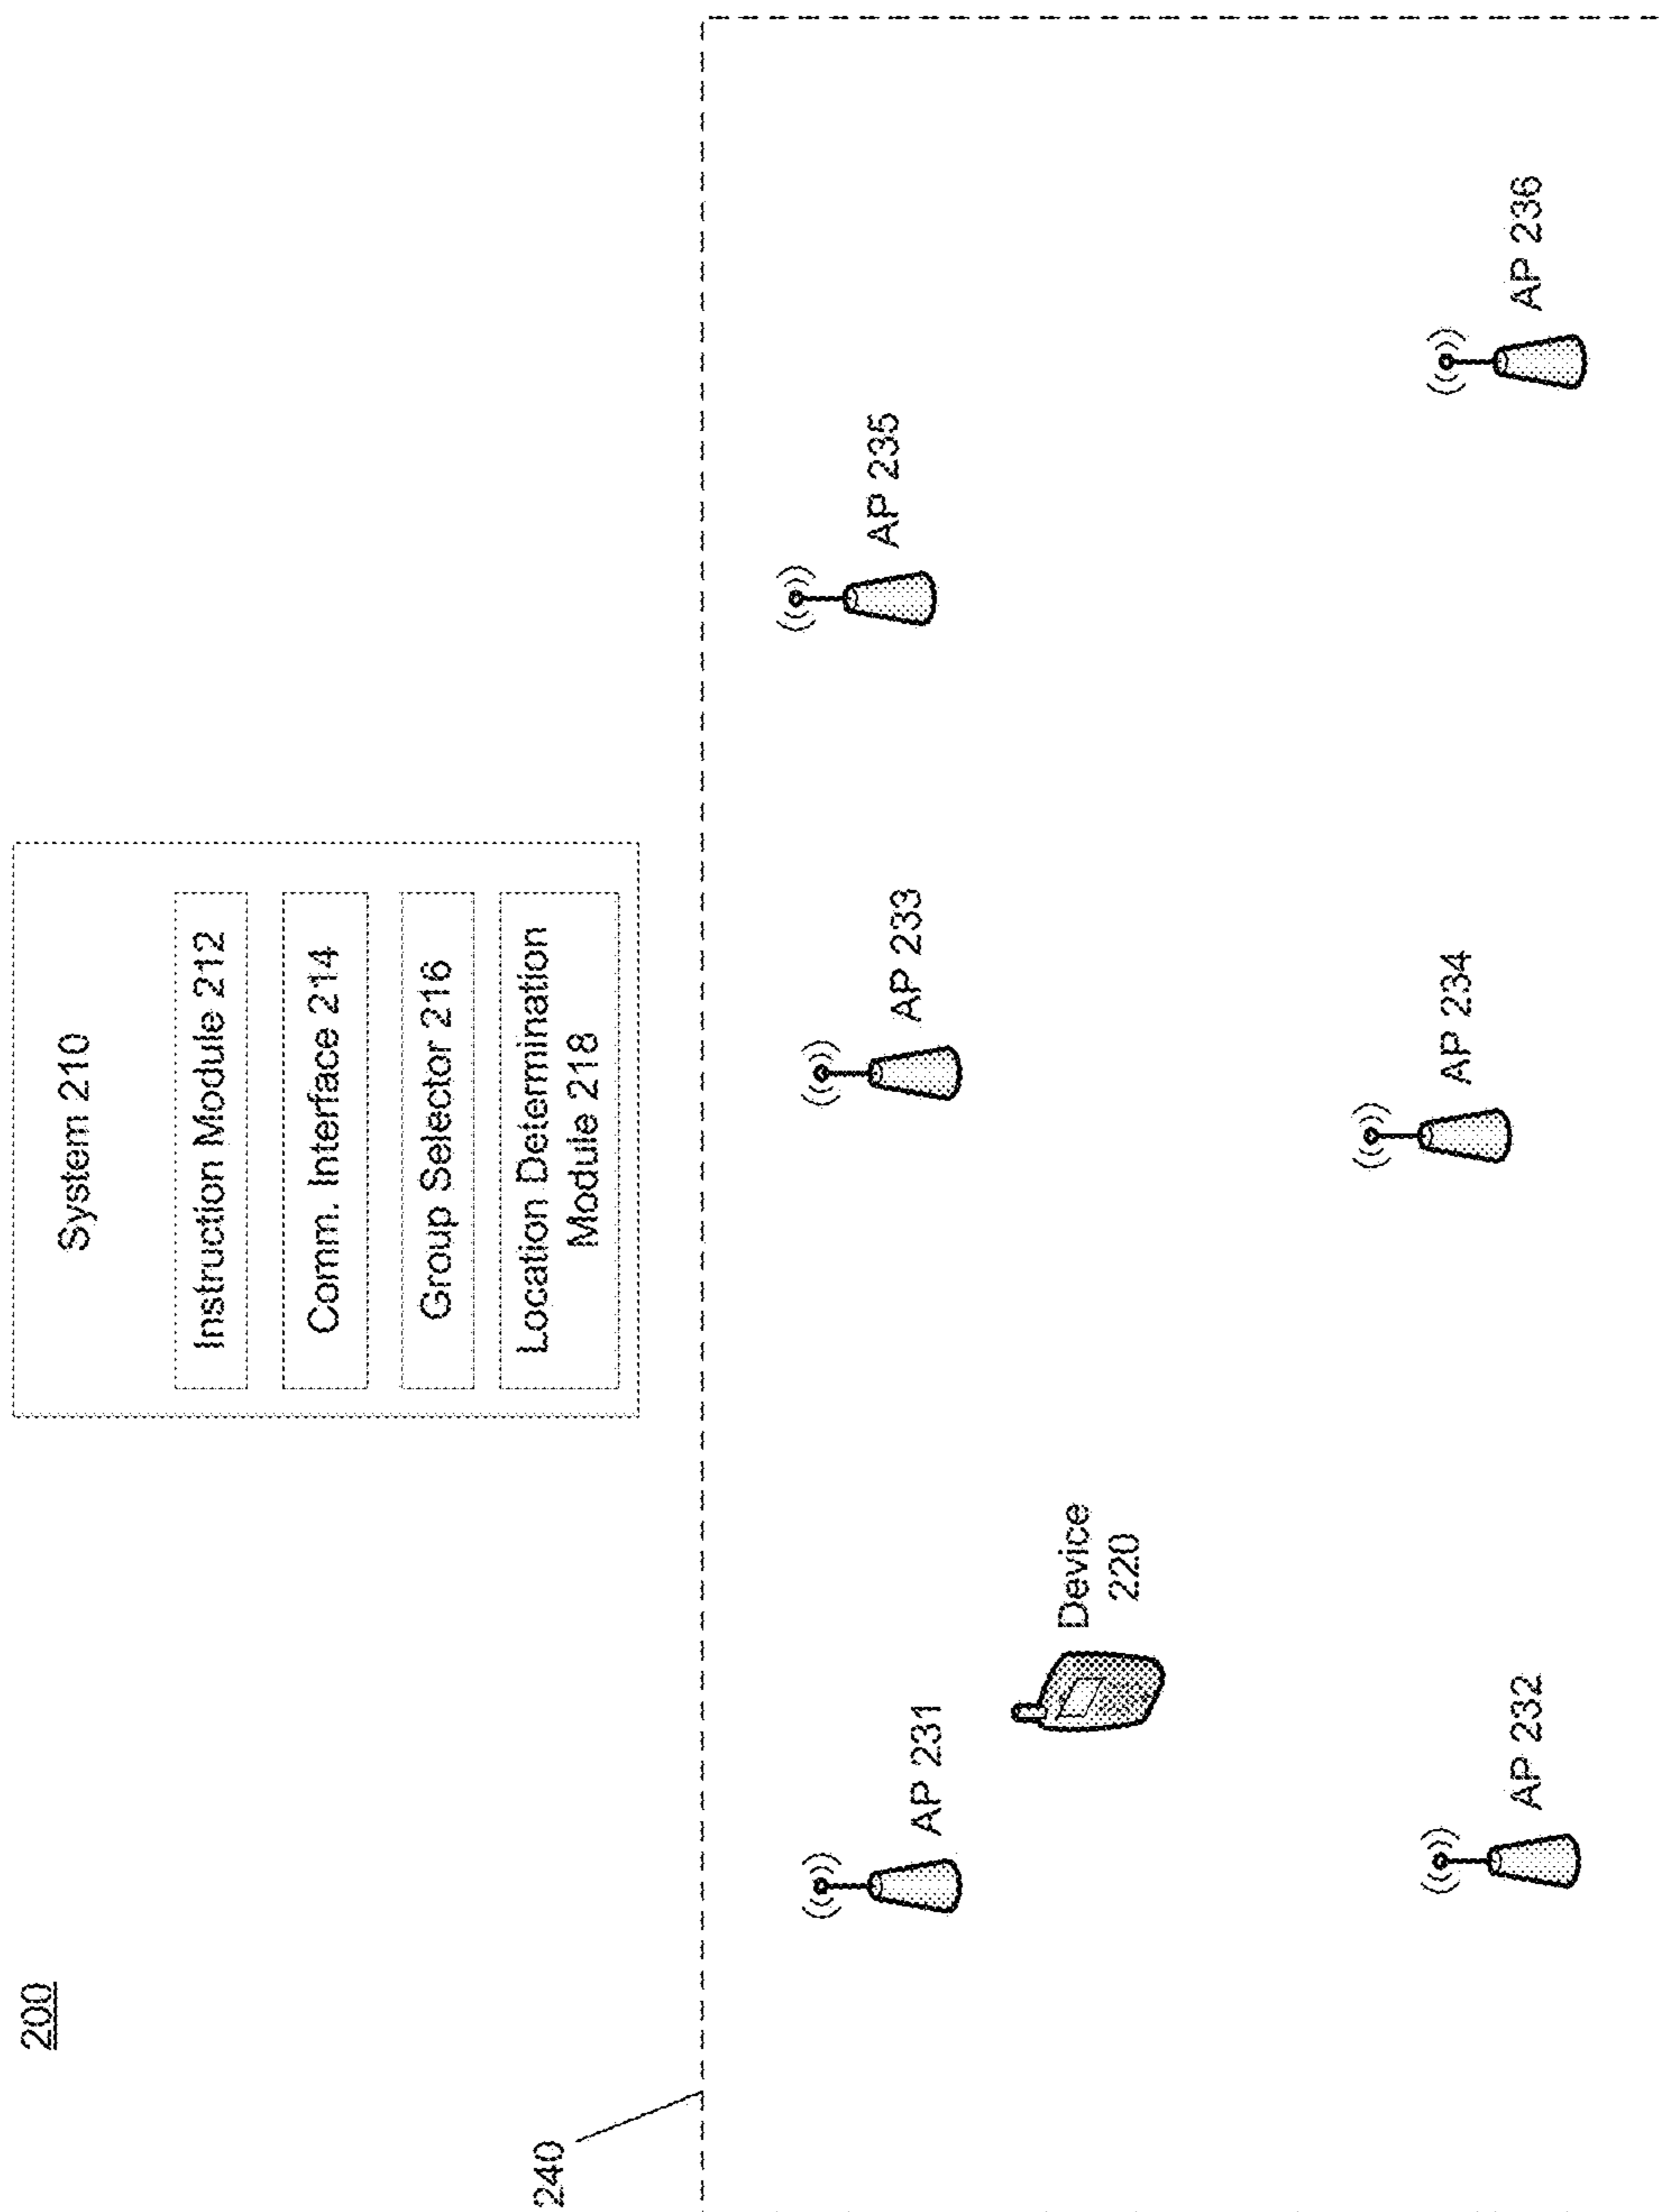 200
System 210
Instruction Module 212
Comm. Interface 214
Group Selector 216
Location Determination
Module 218
240
AP 231
AP 233
AP 235
Device
220
AP 232
AP 234
AP 236